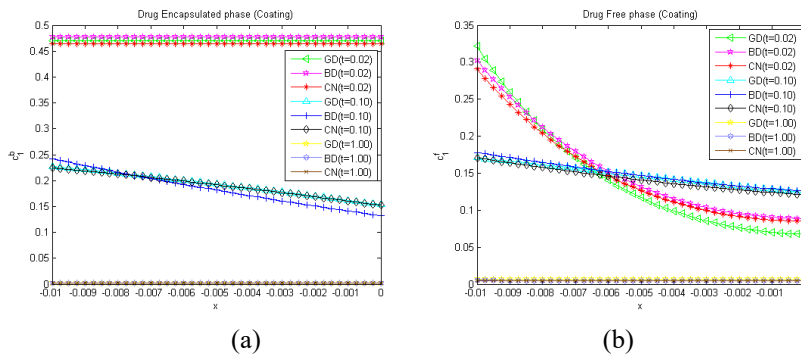 Drug Encapsulated phase (Coating)
0.5
0.45
0.4
0.35
0.3
0.25
0.2
0.15
0.1
0.05
0
c₁ᵇ
GD(t=0.02)
BD(t=0.02)
CN(t=0.02)
GD(t=0.10)
BD(t=0.10)
CN(t=0.10)
GD(t=1.00)
BD(t=1.00)
CN(t=1.00)
-0.01 -0.009 -0.008 -0.007 -0.006 -0.005 -0.004 -0.003 -0.002 -0.001 0
x
(a)
Drug Free phase (Coating)
0.35
0.3
0.25
0.2
0.15
0.1
0.05
0
GD(t=0.02)
BD(t=0.02)
CN(t=0.02)
GD(t=0.10)
BD(t=0.10)
CN(t=0.10)
GD(t=1.00)
BD(t=1.00)
CN(t=1.00)
-0.01 -0.009 -0.008 -0.007 -0.006 -0.005 -0.004 -0.003 -0.002 -0.001
x
(b)